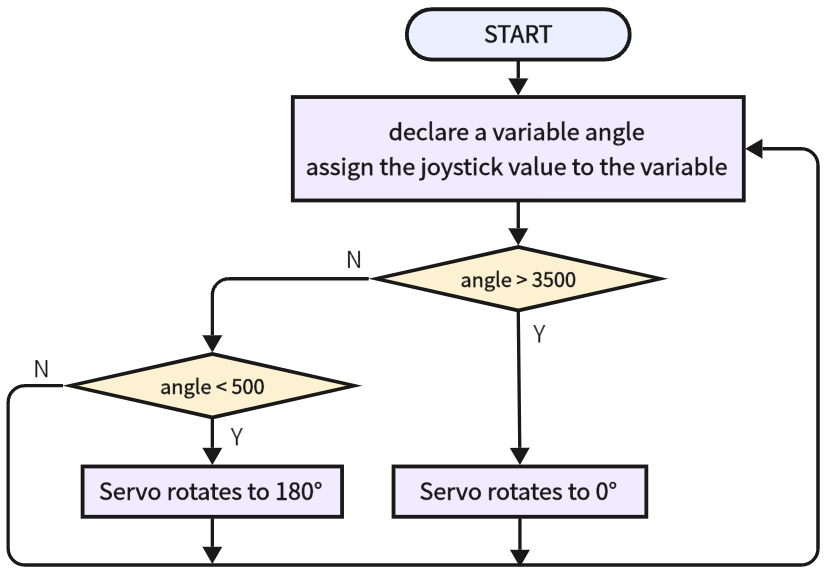 START
declare a variable angle
assign the joystick value to the variable
N
angle > 3500
Y
N
angle < 500
Y
Servo rotates to 180°
Servo rotates to 0°